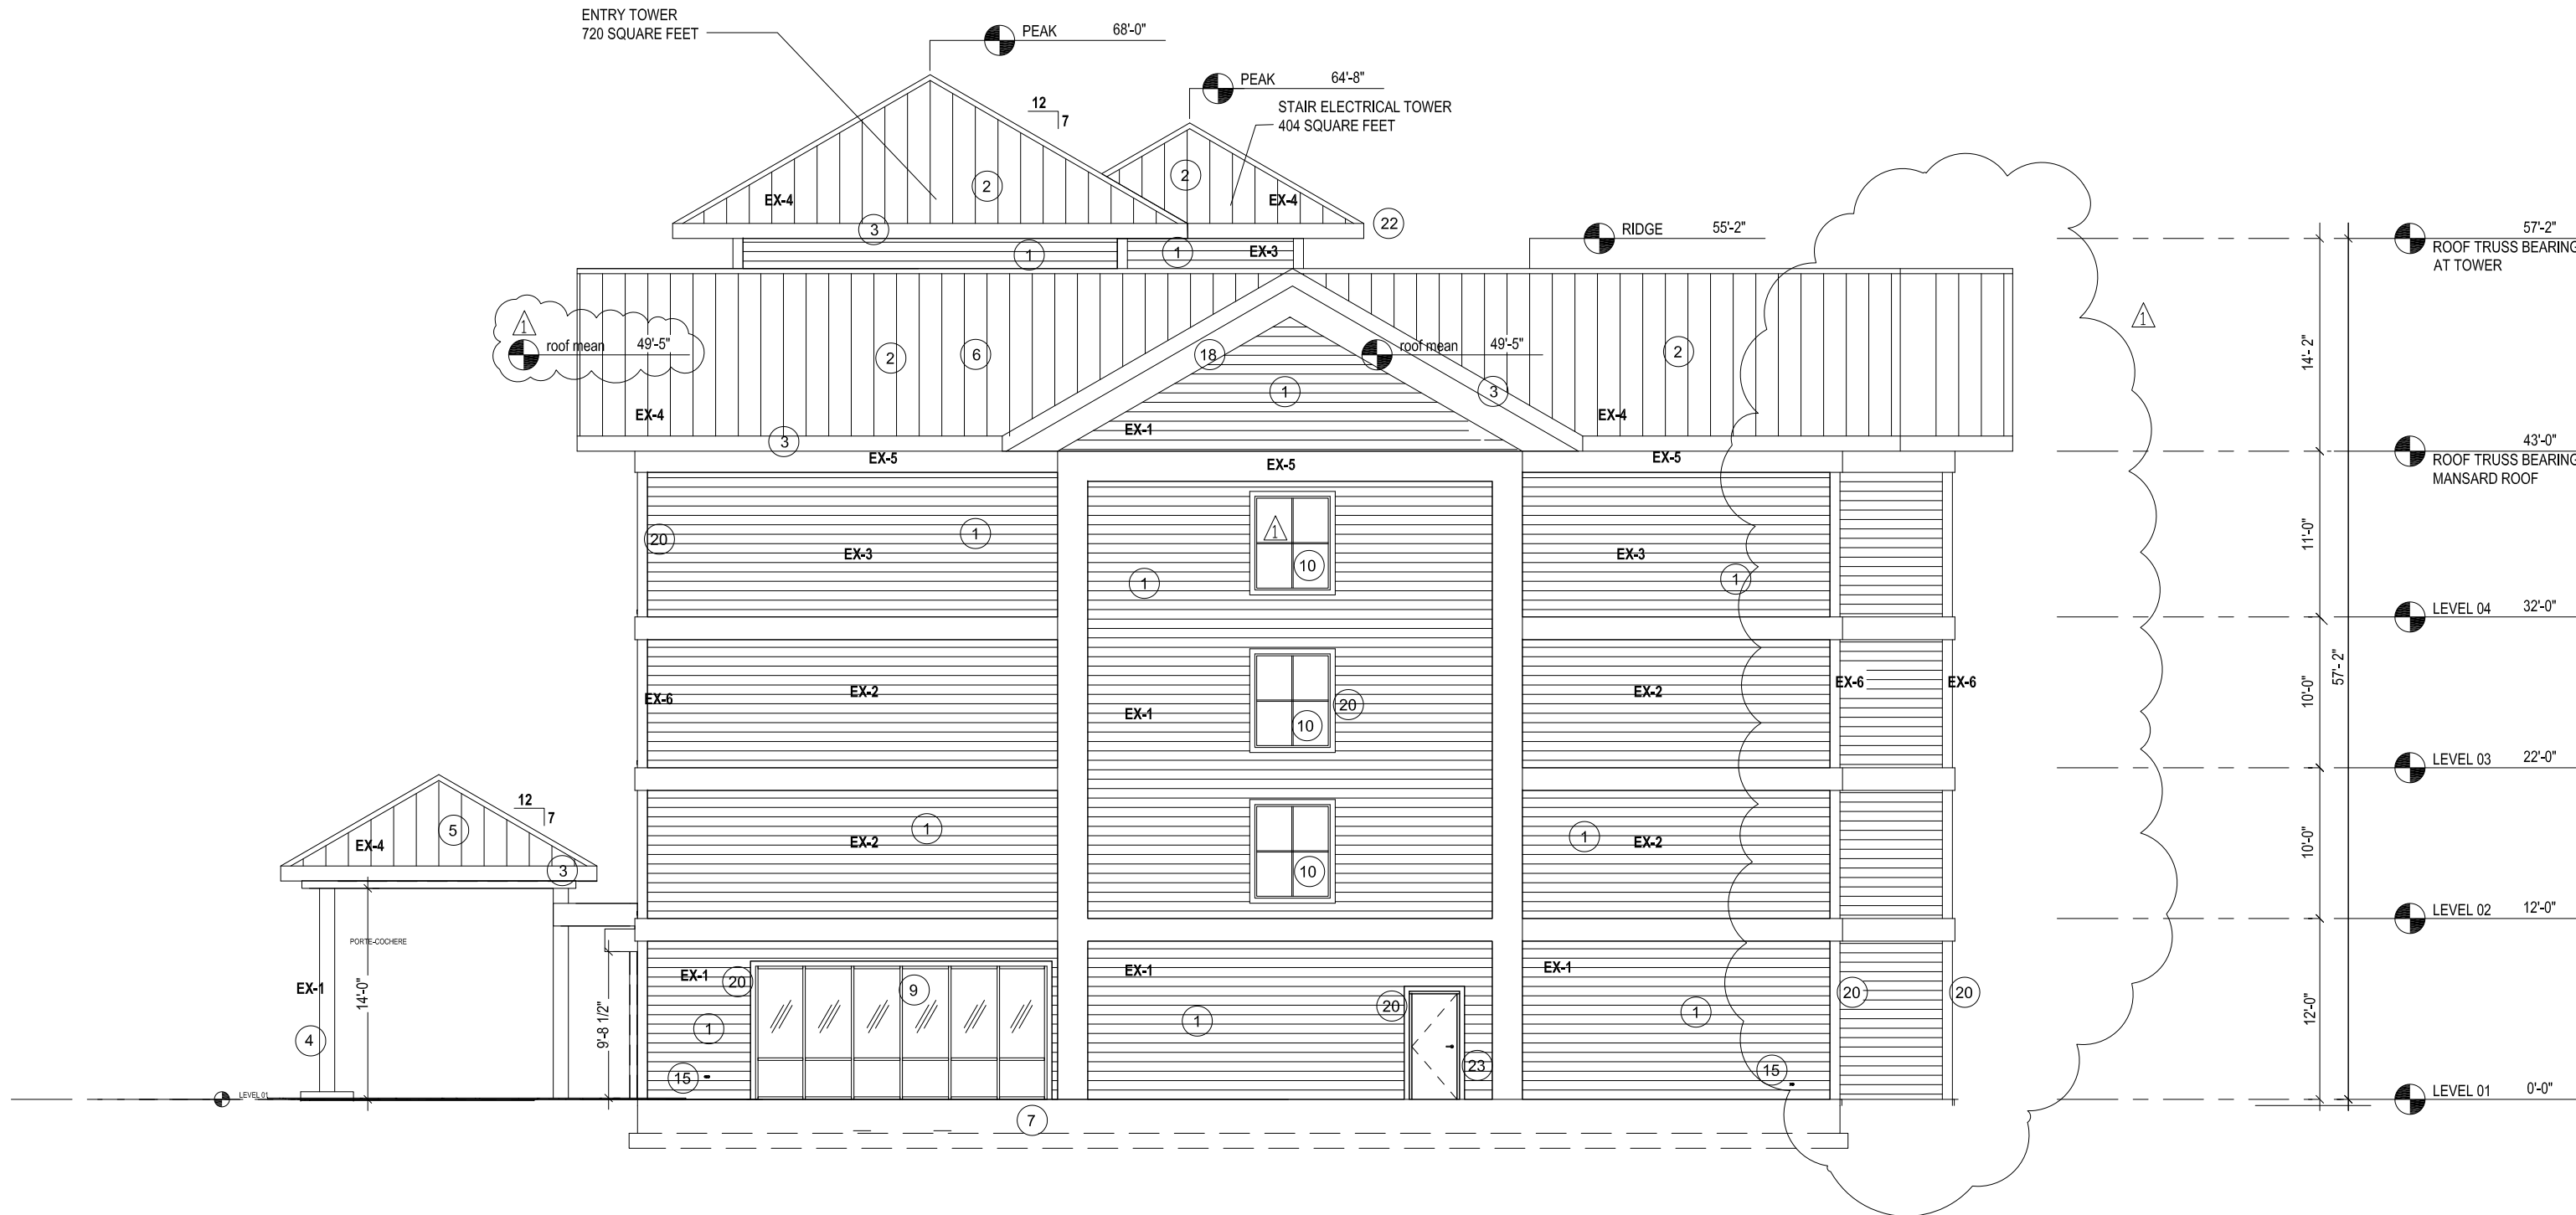 ENTRY TOWER
720 SQUARE FEET
PEAK 68'-0"
PEAK 64'-8"
STAIR ELECTRICAL TOWER
404 SQUARE FEET
12
7
2
2
EX-4
EX-4
3
22
1
1
EX-3
RIDGE 55'-2"
57'-2"
ROOF TRUSS BEARING
AT TOWER
1
1
roof mean 49'-5"
2
6
18
roof mean 49'-5"
2
14'- 2"
1
3
EX-4
EX-4
EX-1
3
43'-0"
ROOF TRUSS BEARING
MANSARD ROOF
EX-5
EX-5
EX-5
20
1
1
11'-0"
EX-3
EX-3
10
1
1
LEVEL 04 32'-0"
EX-6
EX-2
EX-1
10
20
EX-2
EX-6
EX-6
10'-0"
57'- 2"
LEVEL 03 22'-0"
12
7
5
EX-4
3
1
EX-2
10
1
EX-2
10'-0"
LEVEL 02 12'-0"
PORTE-COCHERE
EX-1
14'-0"
4
9'-8 1/2"
EX-1
20
9
1
15
EX-1
1
20
23
EX-1
1
15
20
20
12'-0"
LEVEL 01
LEVEL 01 0'-0"
7